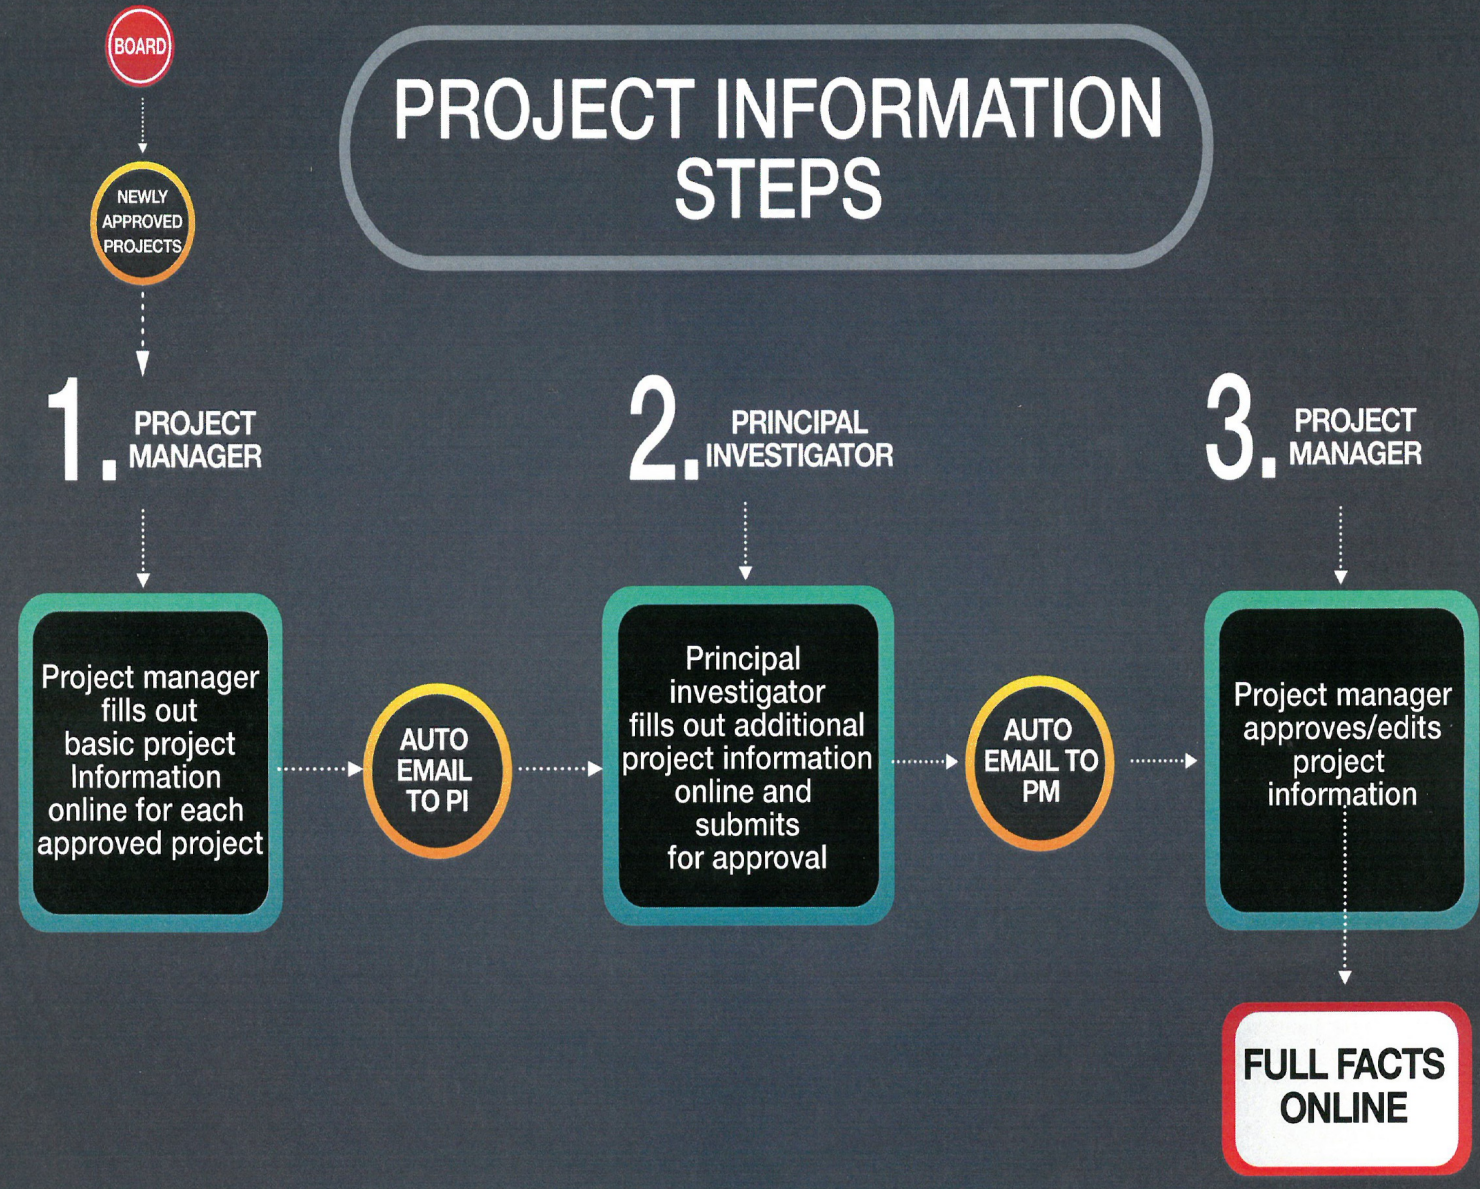 BOARD
PROJECT INFORMATION
STEPS
NEWLY
APPROVED
PROJECTS
1. PROJECT
MANAGER
2. PRINCIPAL
INVESTIGATOR
3. PROJECT
MANAGER
Project manager
fills out
basic project
Information
online for each
approved project
AUTO
EMAIL
TO PI
Principal
investigator
fills out additional
project information
online and
submits
for approval
AUTO
EMAIL TO
PM
Project manager
approves/edits
project
information
FULL FACTS
ONLINE